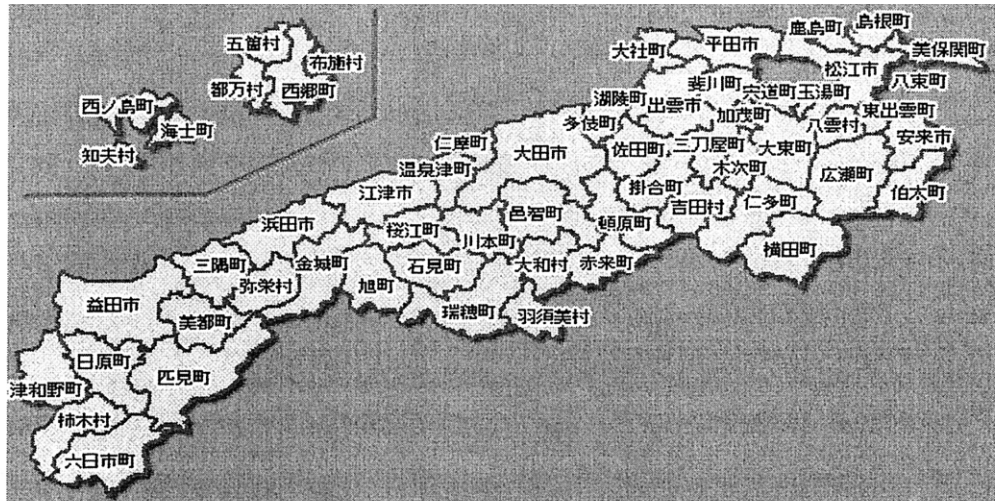 五箇村
布施村
都万村
西郷町
西ノ島町
海士町
知夫村
鹿島町
島根町
大社町
平田市
美保関町
松江市
斐川町
八束町
宍道町
玉湯町
湖陵町
出雲市
加茂町
八雲村
東出雲町
多伎町
安来市
仁摩町
大田市
佐田町
三刀屋町
大東町
温泉津町
木次町
広瀬町
江津市
掛合町
伯太町
邑智町
吉田村
仁多町
浜田市
桜江町
川本町
頓原町
横田町
三隅町
金城町
石見町
大和村
赤来町
弥栄村
旭町
益田市
美都町
瑞穂町
羽須美村
日原町
匹見町
津和野町
柿木村
六日市町